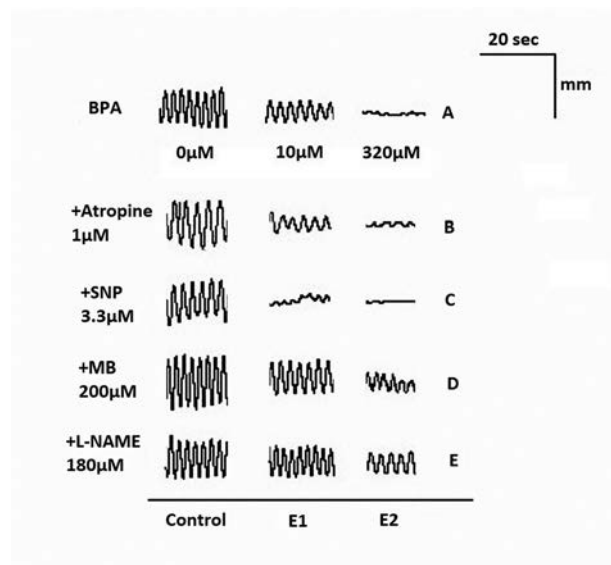 20 sec
mm
BPA
A
0μM 10μM 320μM
+Atropine
1μM
B
+SNP
3.3μM
C
+MB
200μM
D
+L-NAME
180μM
E
Control E1 E2